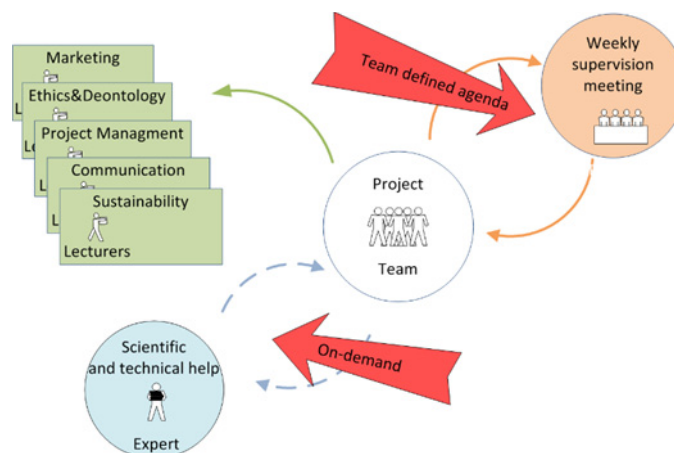 Marketing
L
Ethics&Deontology
Le
Project Managment
L
Communication
L
Sustainability
Lecturers
Team defined agenda
Weekly
supervision
meeting
Project
Team
On-demand
Scientific
and technical help
Expert